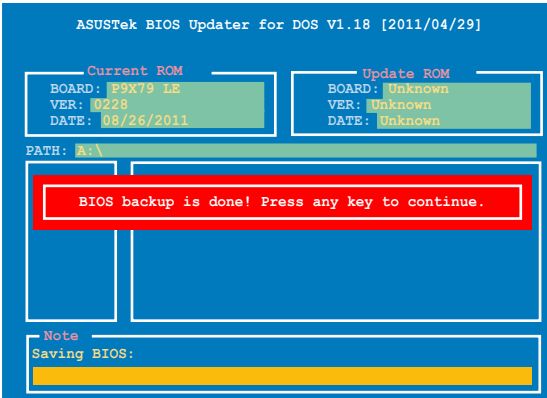 ASUSTek BIOS Updater for DOS V1.18 [2011/04/29]
Current ROM
BOARD: P9X79 LE
VER: 0228
DATE: 08/26/2011
Update ROM
BOARD: Unknown
VER: Unknown
DATE: Unknown
PATH: A:\
BIOS backup is done! Press any key to continue.
Note
Saving BIOS: